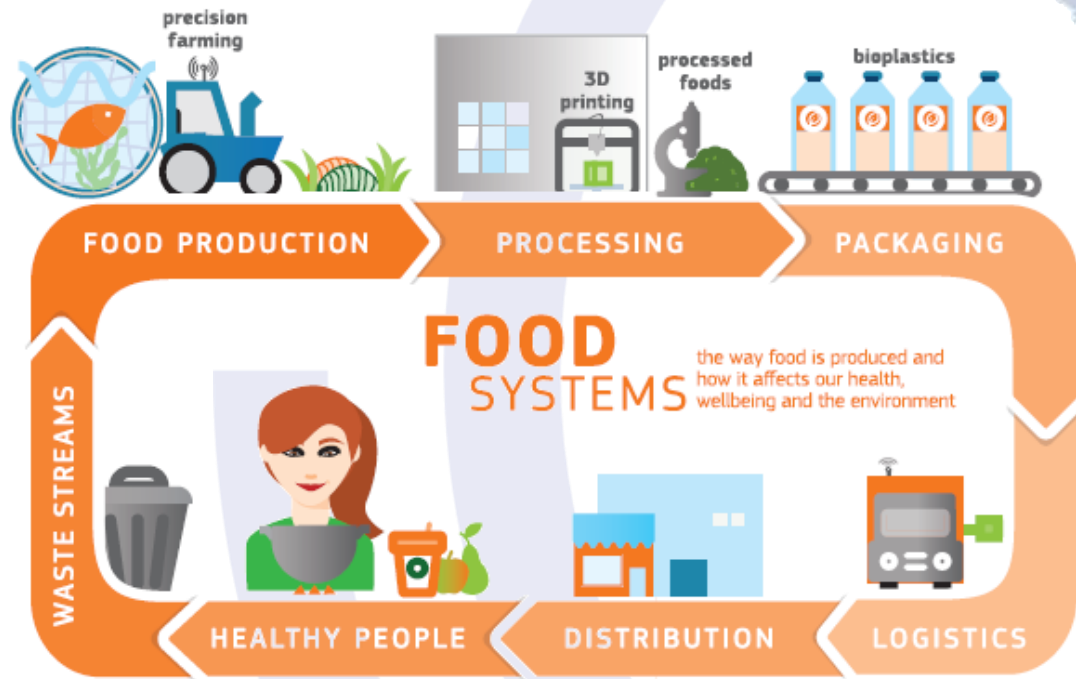 precision
farming
3D
printing
processed
foods
bioplastics
FOOD PRODUCTION
PROCESSING
PACKAGING
FOOD
SYSTEMS
the way food is produced and
how it affects our health,
wellbeing and the environment
WASTE STREAMS
HEALTHY PEOPLE
DISTRIBUTION
LOGISTICS